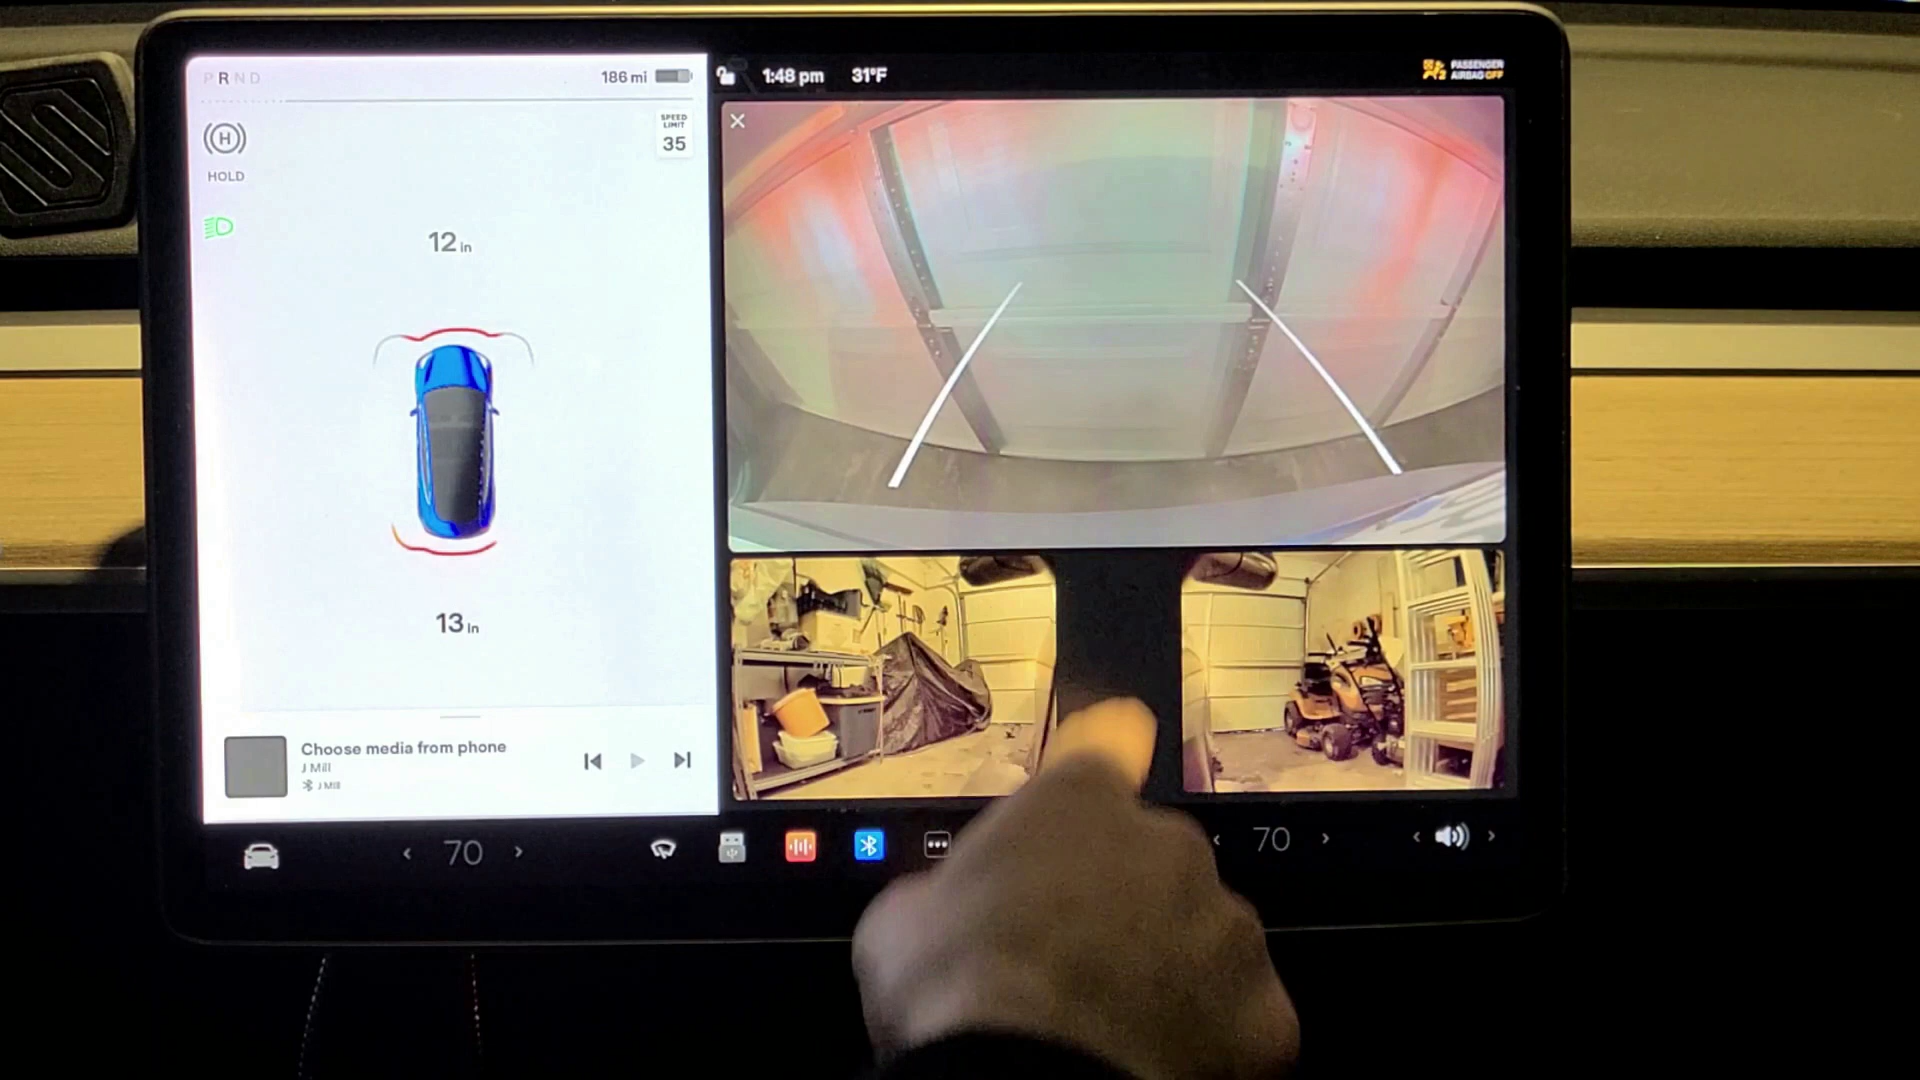 P R N D
186 mi
1:48 pm
31°F
PASSENGER
AIRBAG OFF
SPEED
LIMIT
35
H
HOLD
12 in
13 in
Choose media from phone
J Mill
J Mill
70
70